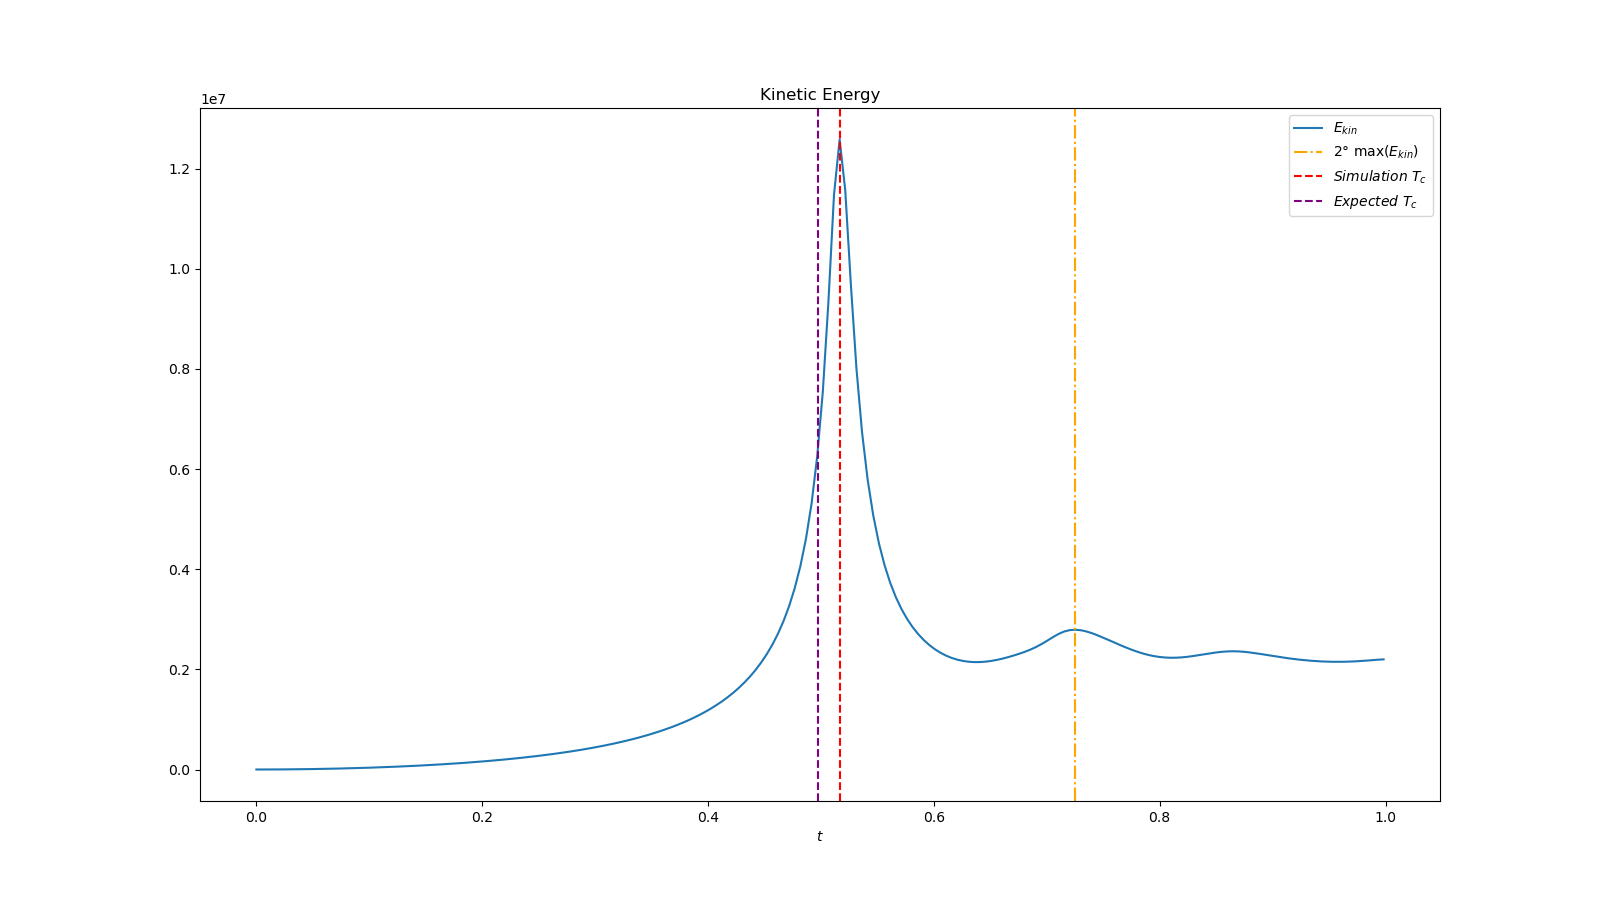 Kinetic Energy
1e7
E_kin
2° max(E_kin)
Simulation T_c
Expected T_c
1.2
1.0
0.8
0.6
0.4
0.2
0.0
0.0 0.2 0.4 0.6 0.8 1.0
t